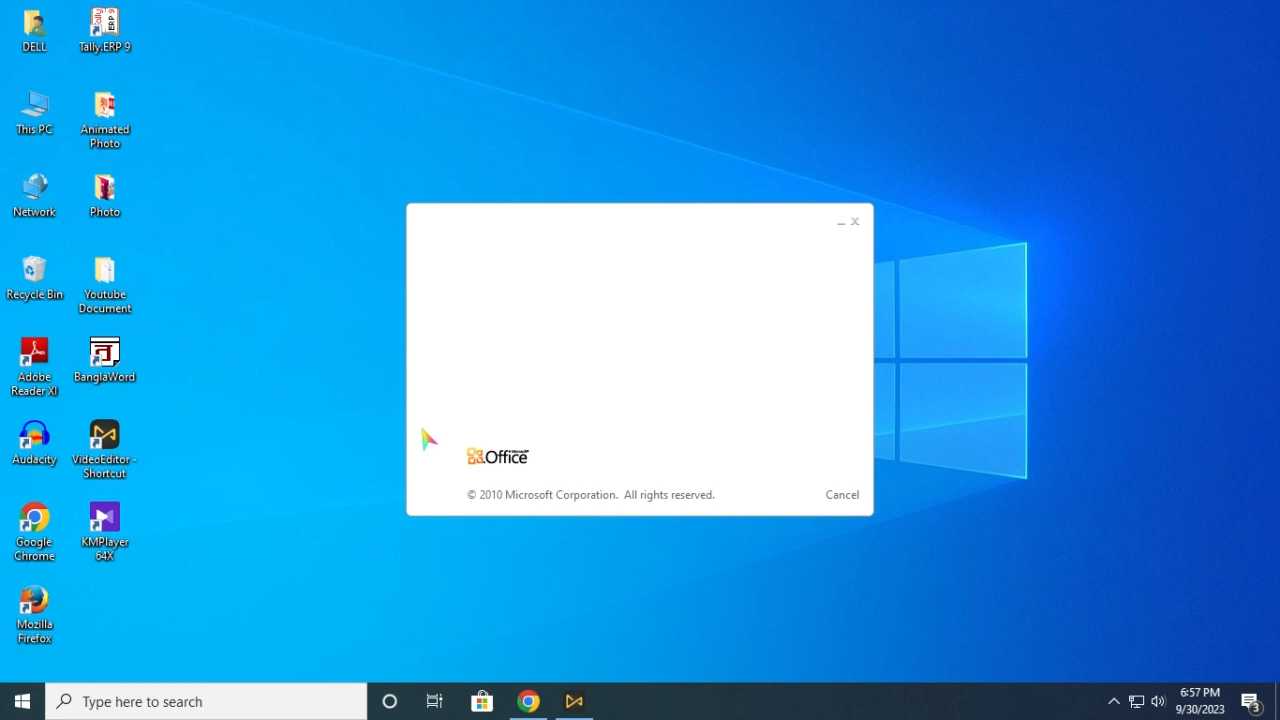 DELL
Tally.ERP 9
This PC
Animated
Photo
Network
Photo
Recycle Bin
Youtube
Document
Adobe
Reader XI
BanglaWord
Audacity
VideoEditor -
Shortcut
Google
Chrome
KMPlayer
64X
Mozilla
Firefox
Microsoft
Office
© 2010 Microsoft Corporation. All rights reserved.
Cancel
Type here to search
6:57 PM
9/30/2023
3